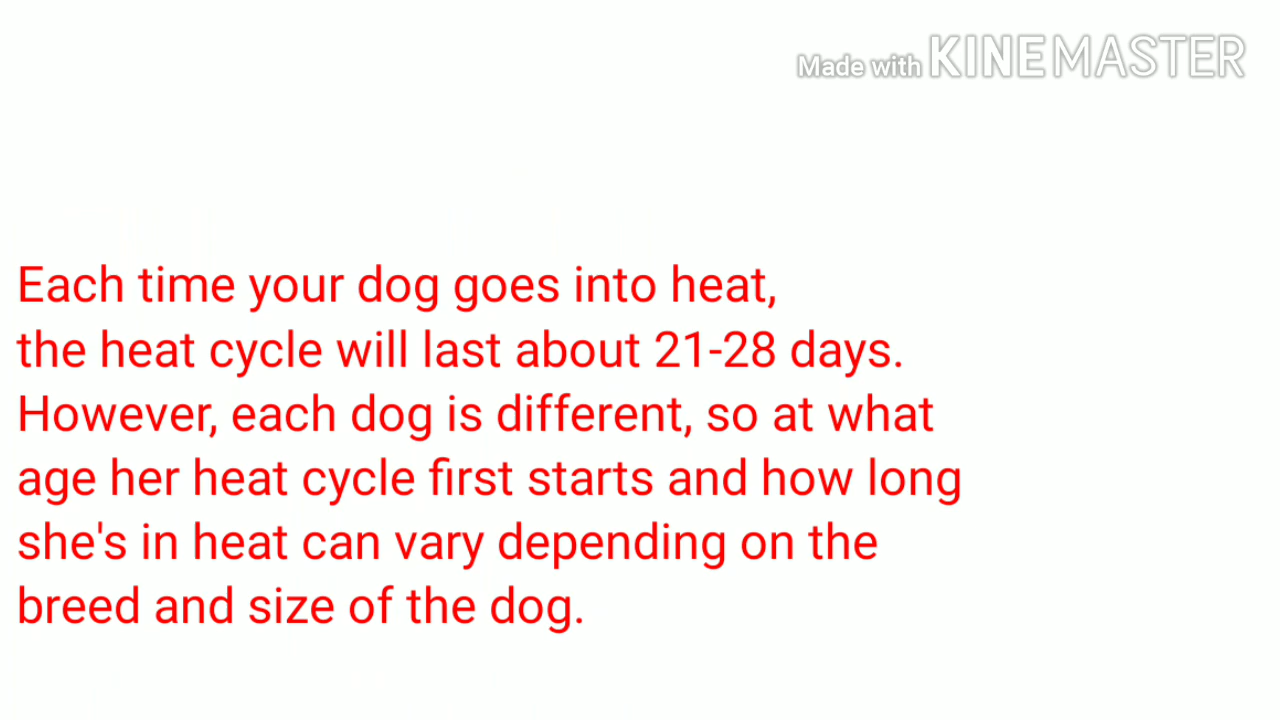 Made with KINEMASTER
Each time your dog goes into heat,
the heat cycle will last about 21-28 days.
However, each dog is different, so at what
age her heat cycle first starts and how long
she's in heat can vary depending on the
breed and size of the dog.